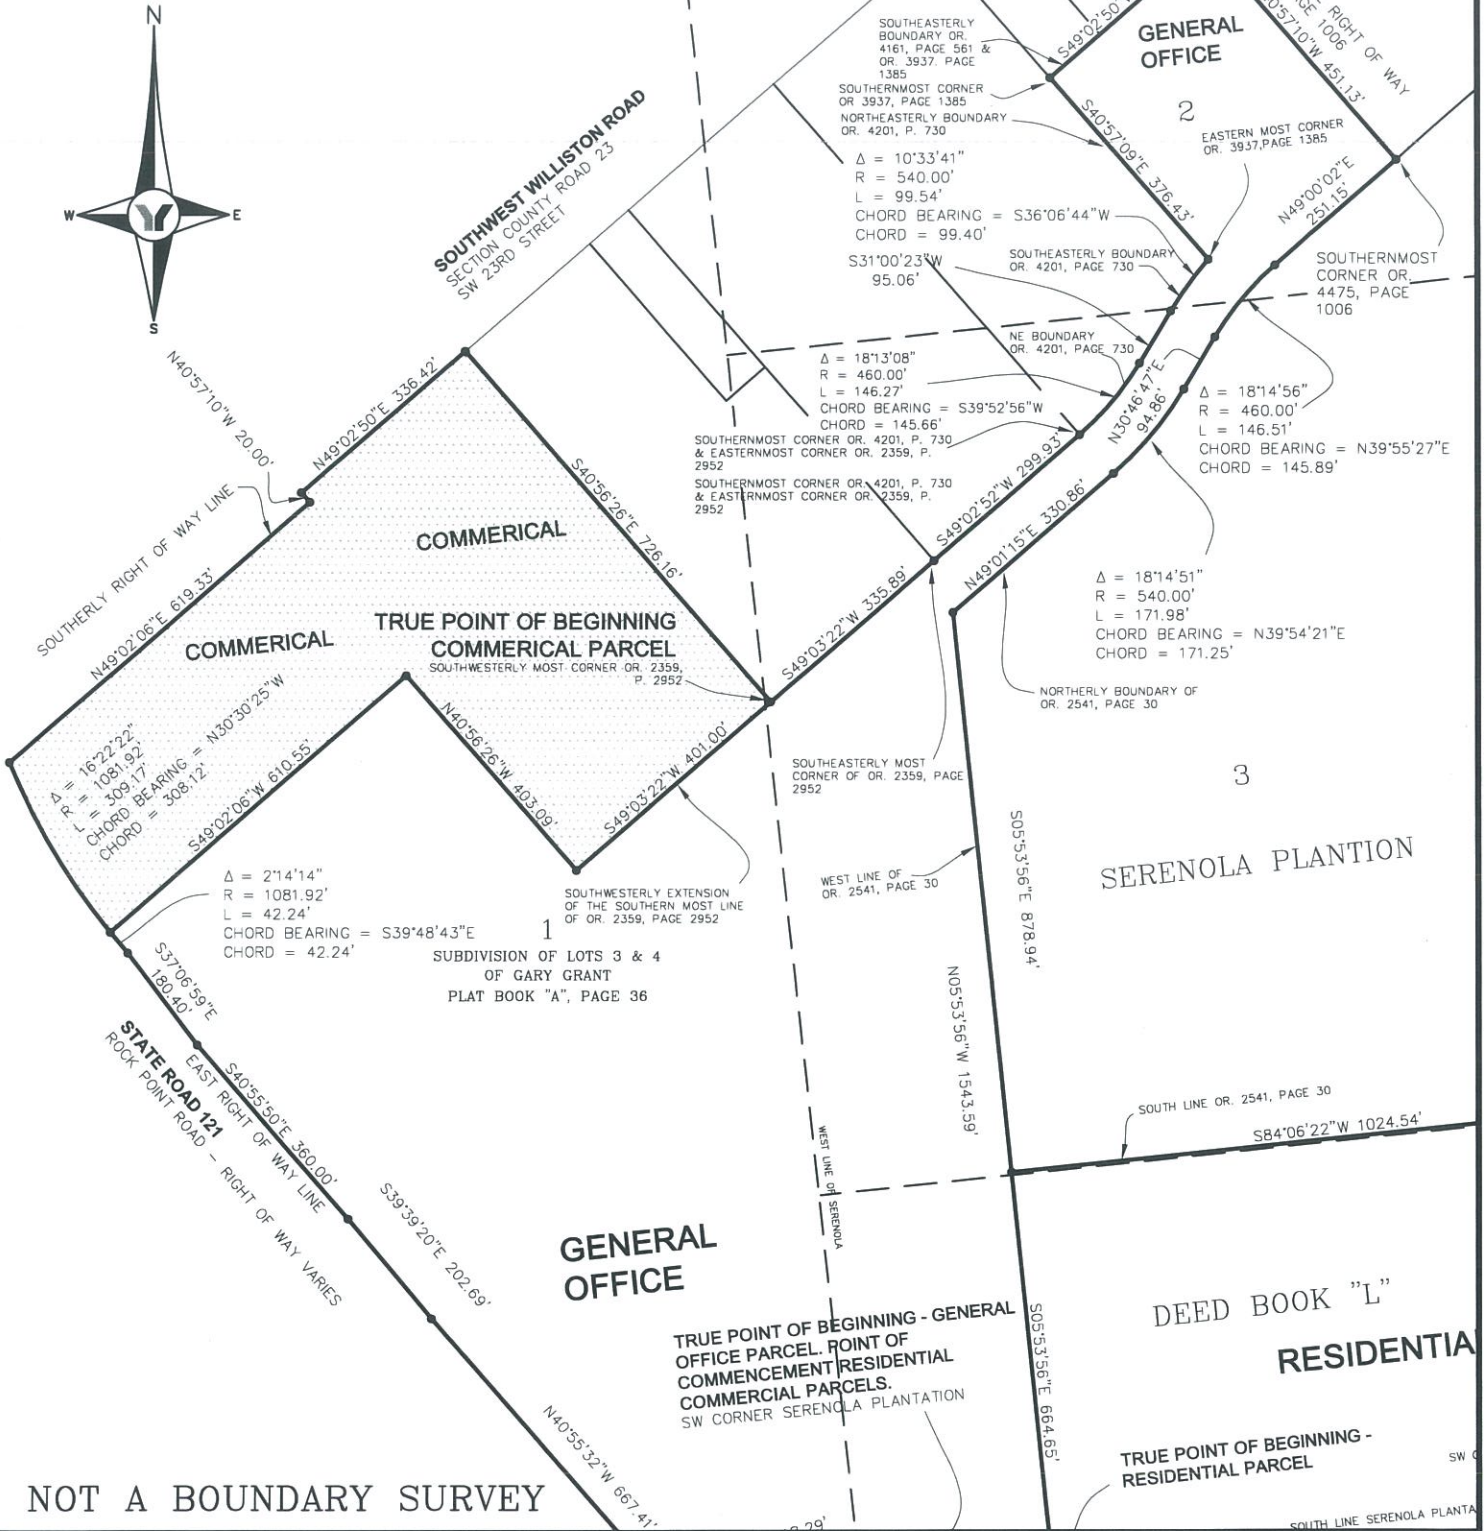 N
W
E
S
SOUTHWEST WILLISTON ROAD
SECTION COUNTY ROAD 23
SW 23RD STREET
SOUTHEASTERLY
BOUNDARY OR.
4161, PAGE 561 &
OR. 3937. PAGE
1385
SOUTHERNMOST CORNER
OR 3937, PAGE 1385
NORTHEASTERLY BOUNDARY
OR. 4201, P. 730
S49°02'50"
GENERAL
OFFICE
2
RIGHT OF WAY
PAGE 1006
0°57'10"W 451.13'
S40°57'09"E 376.43'
EASTERN MOST CORNER
OR. 3937,PAGE 1385
N49°00'02"E
251.15'
Δ = 10°33'41"
R = 540.00'
L = 99.54'
CHORD BEARING = S36°06'44"W
CHORD = 99.40'
S31°00'23"W
95.06'
SOUTHEASTERLY BOUNDARY
OR. 4201, PAGE 730
SOUTHERNMOST
CORNER OR.
4475, PAGE
1006
NE BOUNDARY
OR. 4201, PAGE 730
Δ = 18°13'08"
R = 460.00'
L = 146.27'
CHORD BEARING = S39°52'56"W
CHORD = 145.66'
N30°46'47"E
94.86'
Δ = 18°14'56"
R = 460.00'
L = 146.51'
CHORD BEARING = N39°55'27"E
CHORD = 145.89'
SOUTHERNMOST CORNER OR. 4201, P. 730
& EASTERNMOST CORNER OR. 2359, P.
2952
SOUTHERNMOST CORNER OR. 4201, P. 730
& EASTERNMOST CORNER OR. 2359, P.
2952
N40°57'10"W 20.00'
N49°02'50"E 336.42'
SOUTHERLY RIGHT OF WAY LINE
S40°56'26"E 726.16'
COMMERICAL
S49°02'52"W 299.93'
N49°01'15"E 330.86'
Δ = 18°14'51"
R = 540.00'
L = 171.98'
CHORD BEARING = N39°54'21"E
CHORD = 171.25'
N49°02'06"E 619.33'
COMMERICAL
TRUE POINT OF BEGINNING
COMMERICAL PARCEL
SOUTHWESTERLY MOST CORNER OR. 2359,
P. 2952
S49°03'22"W 335.89'
NORTHERLY BOUNDARY OF
OR. 2541, PAGE 30
Δ = 16°22'22"
R = 1081.92'
L = 309.17'
CHORD BEARING = N30°30'25"W
CHORD = 308.12'
S49°02'06"W 610.55'
N40°56'26"W 403.09'
S49°03'22"W 401.00'
SOUTHEASTERLY MOST
CORNER OF OR. 2359, PAGE
2952
3
SERENOLA PLANTION
WEST LINE OF
OR. 2541, PAGE 30
S05°53'56"E 878.94'
N05°53'56"W 1543.59'
Δ = 2°14'14"
R = 1081.92'
L = 42.24'
CHORD BEARING = S39°48'43"E
CHORD = 42.24'
SOUTHWESTERLY EXTENSION
OF THE SOUTHERN MOST LINE
OF OR. 2359, PAGE 2952
1
SUBDIVISION OF LOTS 3 & 4
OF GARY GRANT
PLAT BOOK "A", PAGE 36
S37°06'59"E
180.40'
STATE ROAD 121
ROCK POINT ROAD - RIGHT OF WAY VARIES
EAST RIGHT OF WAY LINE
S40°55'50"E 360.00'
S39°39'20"E 202.69'
WEST LINE OF SERENOLA
SOUTH LINE OR. 2541, PAGE 30
S84°06'22"W 1024.54'
GENERAL
OFFICE
DEED BOOK "L"
RESIDENTIA
TRUE POINT OF BEGINNING - GENERAL
OFFICE PARCEL. POINT OF
COMMENCEMENT RESIDENTIAL
COMMERCIAL PARCELS.
SW CORNER SERENOLA PLANTATION
S05°53'56"E 664.65'
N40°55'32"W 667.41'
TRUE POINT OF BEGINNING -
RESIDENTIAL PARCEL
SW
SOUTH LINE SERENOLA PLANTA
NOT A BOUNDARY SURVEY